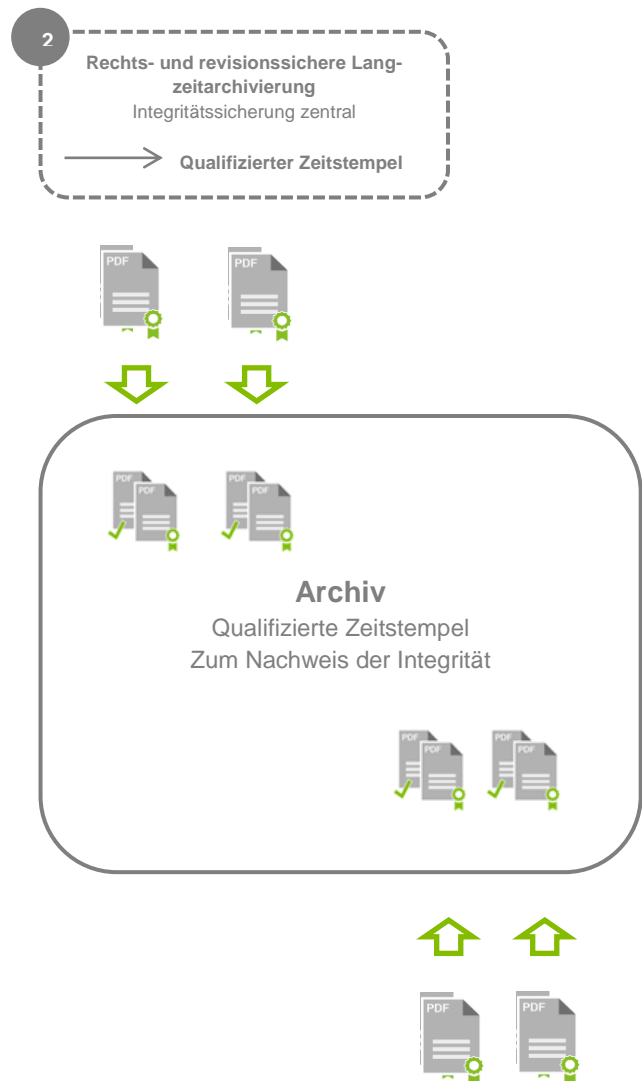 2
Rechts- und revisionssichere Lang-
zeitarchivierung
Integritätssicherung zentral
Qualifizierter Zeitstempel
PDF PDF
PDF PDF
PDF PDF
Archiv
Qualifizierte Zeitstempel
Zum Nachweis der Integrität
PDF PDF
PDF PDF
PDF PDF